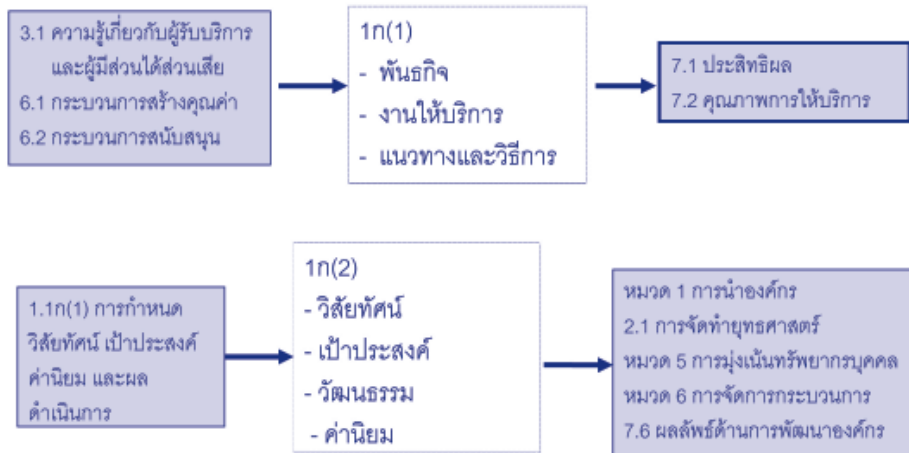 3.1 ความรู้เกี่ยวกับผู้รับบริการ
และผู้มีส่วนได้ส่วนเสีย
6.1 กระบวนการสร้างคุณค่า
6.2 กระบวนการสนับสนุน
1ก(1)
- พันธกิจ
- งานให้บริการ
- แนวทางและวิธีการ
7.1 ประสิทธิผล
7.2 คุณภาพการให้บริการ
1.1ก(1) การกำหนด
วิสัยทัศน์ เป้าประสงค์
ค่านิยม และผล
ดำเนินการ
1ก(2)
- วิสัยทัศน์
- เป้าประสงค์
- วัฒนธรรม
- ค่านิยม
หมวด 1 การนำองค์กร
2.1 การจัดทำยุทธศาสตร์
หมวด 5 การมุ่งเน้นทรัพยากรบุคคล
หมวด 6 การจัดการกระบวนการ
7.6 ผลลัพธ์ด้านการพัฒนาองค์กร